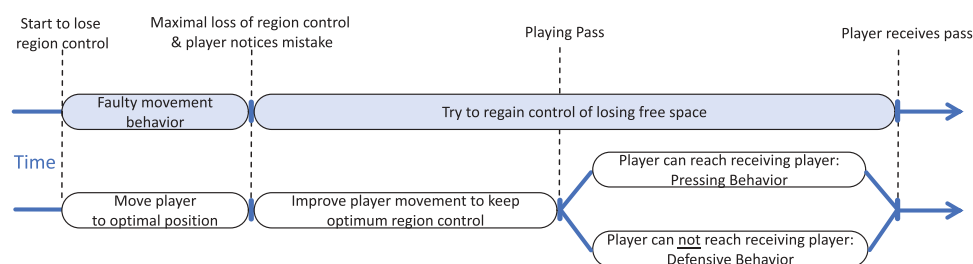 Start to lose
region control
Maximal loss of region control
& player notices mistake
Playing Pass
Player receives pass
Faulty movement
behavior
Try to regain control of losing free space
Time
Player can reach receiving player:
Pressing Behavior
Move player
to optimal position
Improve player movement to keep
optimum region control
Player can not reach receiving player:
Defensive Behavior